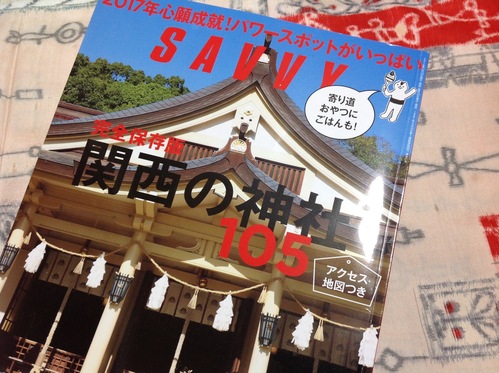 2017年心願成就!パワースポットがいっぱい
SAVVY
寄り道
おやつに
ごはんも!
完全保存版
関西の神社
105
アクセス・
地図つき